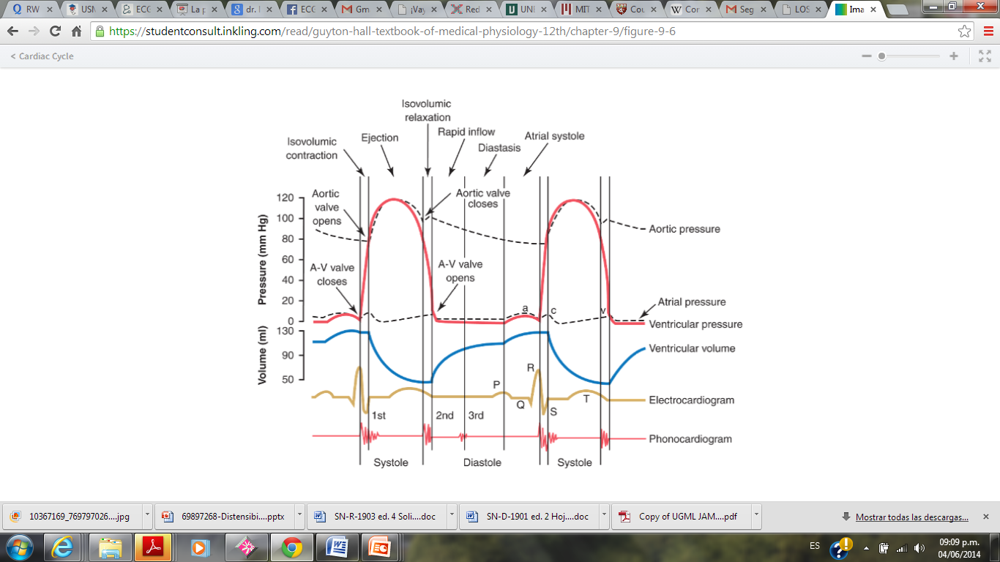 RW
USM
ECG
La p
dr.
ECG
Gm
¡Vay
Red
UNI
MIT
Cou
Cor
Seg
LOS
Ima
https://studentconsult.inkling.com/read/guyton-hall-textbook-of-medical-physiology-12th/chapter-9/figure-9-6
< Cardiac Cycle
Isovolumic
relaxation
Isovolumic
contraction
Ejection
Rapid inflow
Diastasis
Atrial systole
Pressure (mm Hg)
120
100
80
60
40
20
0
Aortic
valve
opens
Aortic valve
closes
A-V valve
closes
A-V valve
opens
a
c
v
Aortic pressure
Atrial pressure
Ventricular pressure
Volume (ml)
130
90
50
Ventricular volume
R
P
Q
S
T
Electrocardiogram
1st
2nd
3rd
Phonocardiogram
Systole
Diastole
Systole
10367169_769797026....jpg
69897268-Distensibi....pptx
SN-R-1903 ed. 4 Soli....doc
SN-D-1901 ed. 2 Hoj....doc
Copy of UGML JAM....pdf
Mostrar todas las descargas...
ES
09:09 p.m.
04/06/2014